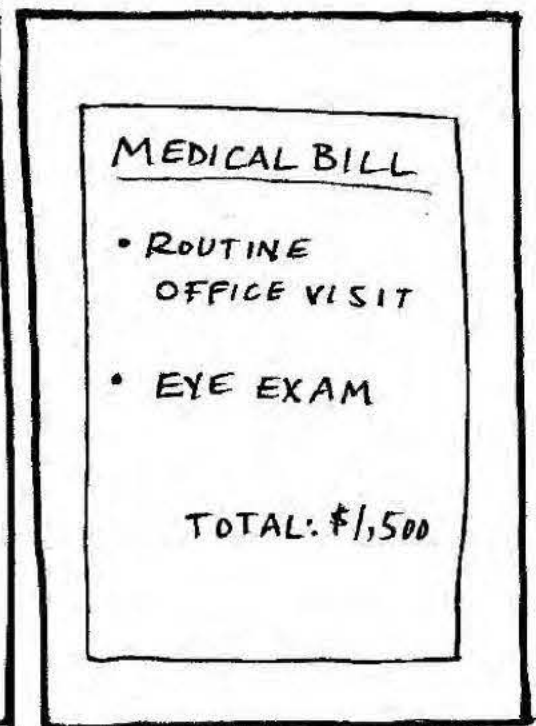 MEDICAL BILL
• ROUTINE
OFFICE VISIT
• EYE EXAM
TOTAL: $1,500